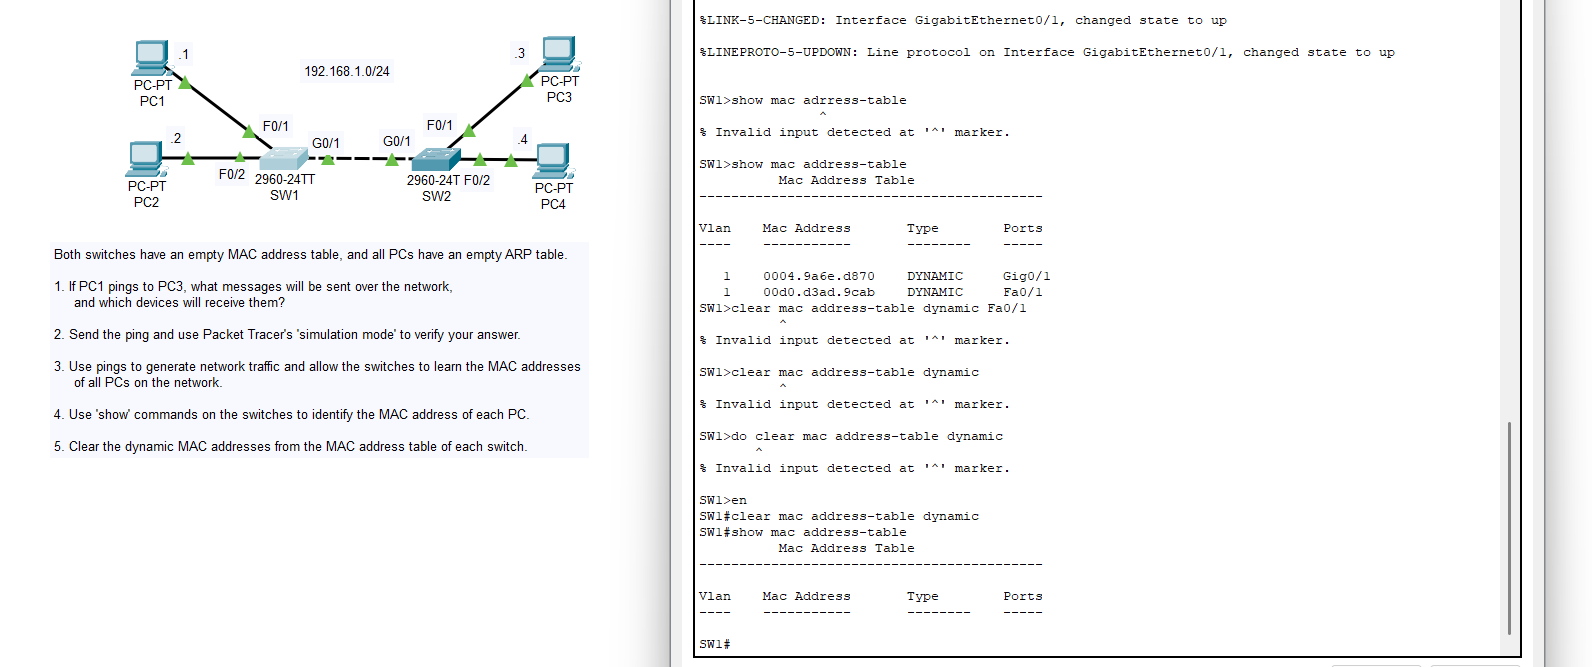 .1
192.168.1.0/24
.3
PC-PT
PC1
PC-PT
PC3
F0/1
G0/1
G0/1
F0/1
.2
.4
PC-PT
PC2
F0/2
2960-24TT
SW1
2960-24T F0/2
SW2
PC-PT
PC4
Both switches have an empty MAC address table, and all PCs have an empty ARP table.
1. If PC1 pings to PC3, what messages will be sent over the network,
and which devices will receive them?
2. Send the ping and use Packet Tracer's 'simulation mode' to verify your answer.
3. Use pings to generate network traffic and allow the switches to learn the MAC addresses
of all PCs on the network.
4. Use 'show' commands on the switches to identify the MAC address of each PC.
5. Clear the dynamic MAC addresses from the MAC address table of each switch.
%LINK-5-CHANGED: Interface GigabitEthernet0/1, changed state to up
%LINEPROTO-5-UPDOWN: Line protocol on Interface GigabitEthernet0/1, changed state to up
SW1>show mac adrress-table
^
% Invalid input detected at '^' marker.
SW1>show mac address-table
Mac Address Table
-------------------------------------------
Vlan    Mac Address       Type        Ports
----    -----------       --------    -----
1    0004.9a6e.d870    DYNAMIC     Gig0/1
1    00d0.d3ad.9cab    DYNAMIC     Fa0/1
SW1>clear mac address-table dynamic Fa0/1
^
% Invalid input detected at '^' marker.
SW1>clear mac address-table dynamic
^
% Invalid input detected at '^' marker.
SW1>do clear mac address-table dynamic
^
% Invalid input detected at '^' marker.
SW1>en
SW1#clear mac address-table dynamic
SW1#show mac address-table
Mac Address Table
-------------------------------------------
Vlan    Mac Address       Type        Ports
----    -----------       --------    -----
SW1#